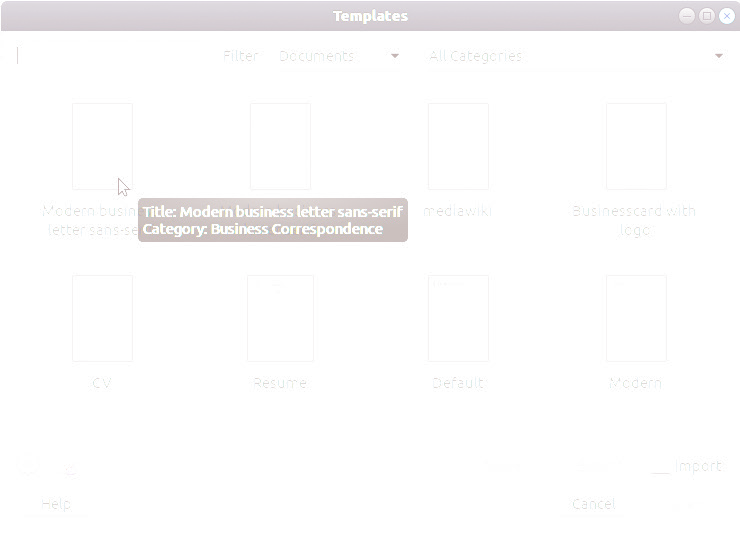 Templates
Filter Documents All Categories
Modern busin
letter sans-se
Title: Modern business letter sans-serif
Category: Business Correspondence
mediawiki
Businesscard with
logo
CV Resume Default Modern
Import
Help Cancel